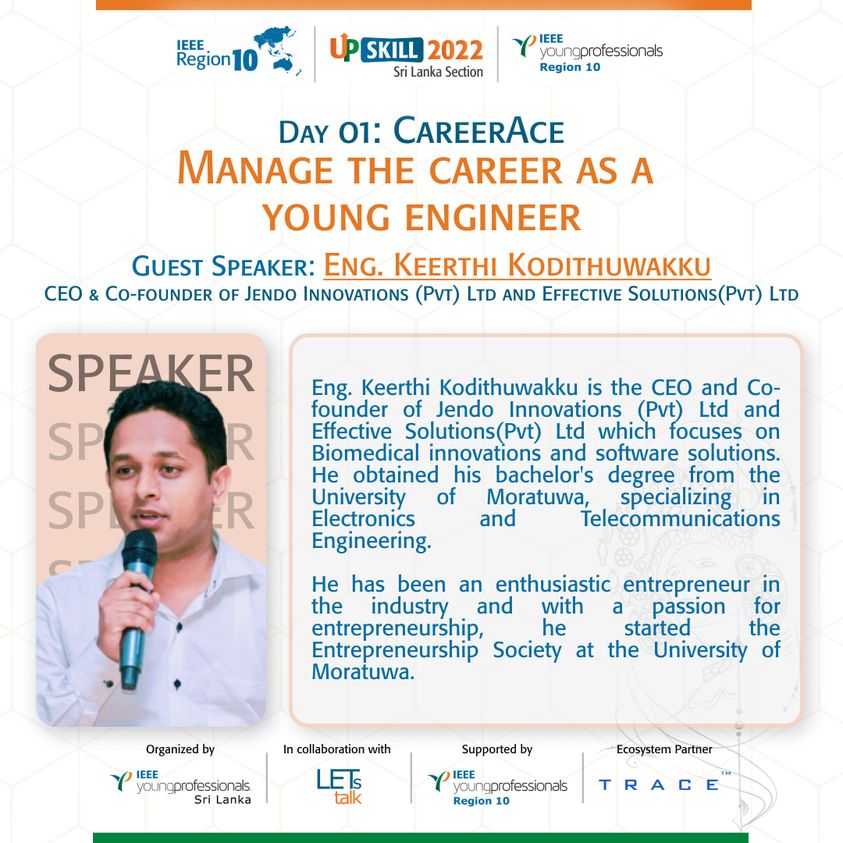 IEEE
Region 10
UPSKILL 2022
Sri Lanka Section
IEEE
youngprofessionals
Region 10
Day 01: CareerAce
Manage the career as a
young engineer
Guest Speaker: Eng. Keerthi Kodithuwakku
CEO & Co-founder of Jendo Innovations (Pvt) Ltd and Effective Solutions(Pvt) Ltd
SPEAKER
Eng. Keerthi Kodithuwakku is the CEO and Co-
founder of Jendo Innovations (Pvt) Ltd and
Effective Solutions(Pvt) Ltd which focuses on
Biomedical innovations and software solutions.
He obtained his bachelor's degree from the
University of Moratuwa, specializing in
Electronics and Telecommunications
Engineering.
He has been an enthusiastic entrepreneur in
the industry and with a passion for
entrepreneurship, he started the
Entrepreneurship Society at the University of
Moratuwa.
Organized by
IEEE
youngprofessionals
Sri Lanka
In collaboration with
LETs
talk
Supported by
IEEE
youngprofessionals
Region 10
Ecosystem Partner
TRACE™